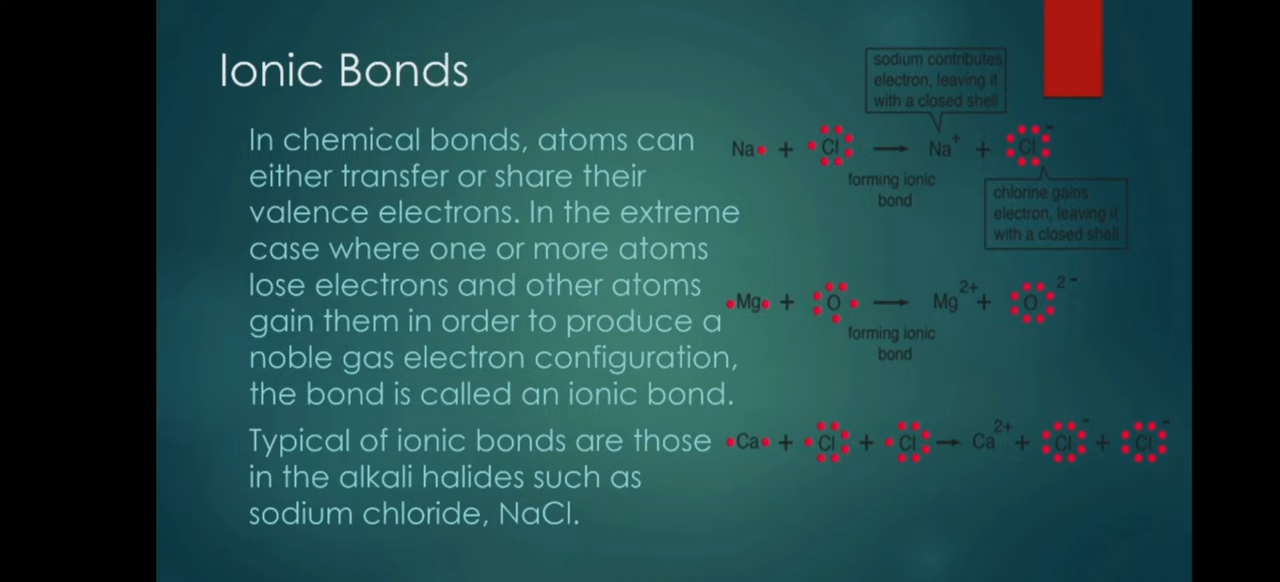 Ionic Bonds
In chemical bonds, atoms can
either transfer or share their
valence electrons. In the extreme
case where one or more atoms
lose electrons and other atoms
gain them in order to produce a
noble gas electron configuration,
the bond is called an ionic bond.
Typical of ionic bonds are those
in the alkali halides such as
sodium chloride, NaCl.
sodium contributes
electron, leaving it
with a closed shell
Na + Cl → Na⁺ + Cl⁻
forming ionic
bond
chlorine gains
electron, leaving it
with a closed shell
Mg + O → Mg²⁺ + O²⁻
forming ionic
bond
Ca + Cl + Cl → Ca²⁺ + Cl⁻ + Cl⁻